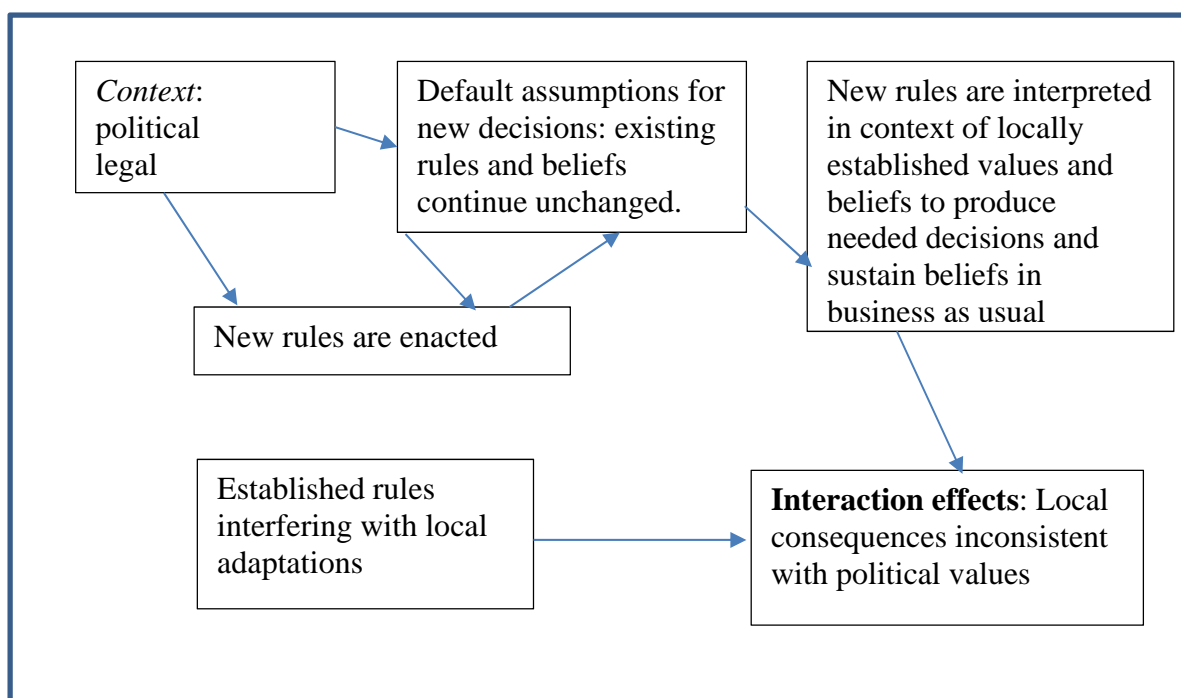 Context:
political
legal
Default assumptions for
new decisions: existing
rules and beliefs
continue unchanged.
New rules are interpreted
in context of locally
established values and
beliefs to produce
needed decisions and
sustain beliefs in
business as usual
New rules are enacted
Established rules
interfering with local
adaptations
Interaction effects: Local
consequences inconsistent
with political values